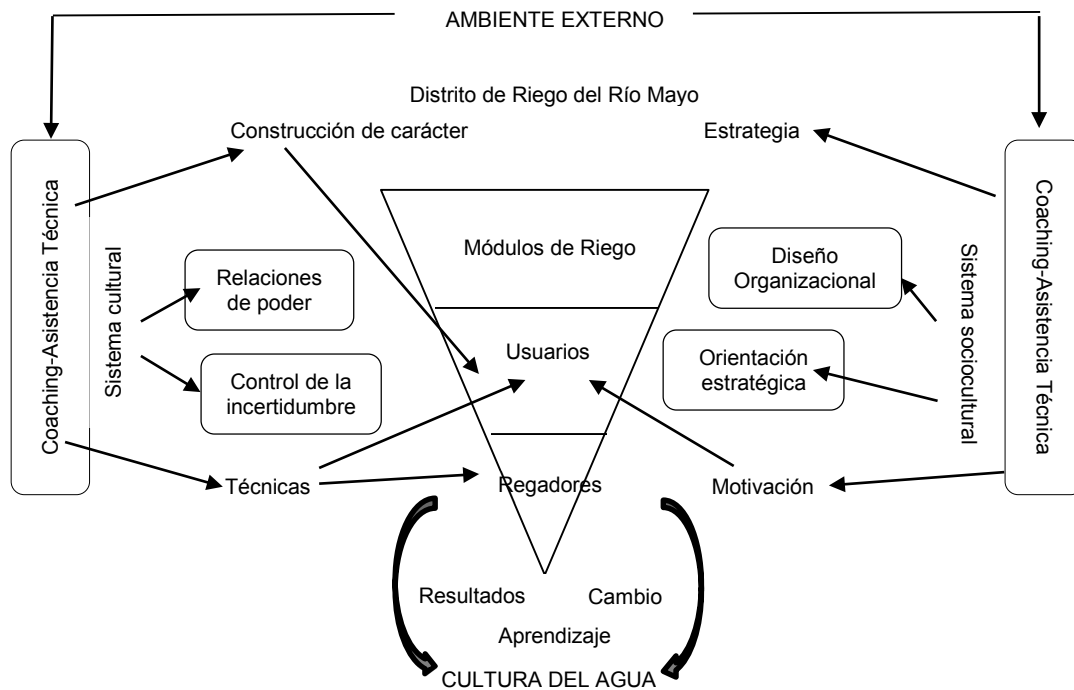 AMBIENTE EXTERNO
Distrito de Riego del Río Mayo
Construcción de carácter
Estrategia
Coaching-Asistencia Técnica
Sistema cultural
Relaciones
de poder
Control de la
incertidumbre
Técnicas
Módulos de Riego
Usuarios
Regadores
Diseño
Organizacional
Orientación
estratégica
Motivación
Sistema sociocultural
Coaching-Asistencia Técnica
Resultados
Cambio
Aprendizaje
CULTURA DEL AGUA